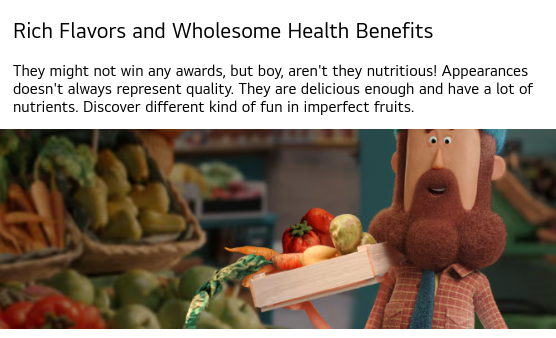 Rich Flavors and Wholesome Health Benefits
They might not win any awards, but boy, aren't they nutritious! Appearances
doesn't always represent quality. They are delicious enough and have a lot of
nutrients. Discover different kind of fun in imperfect fruits.